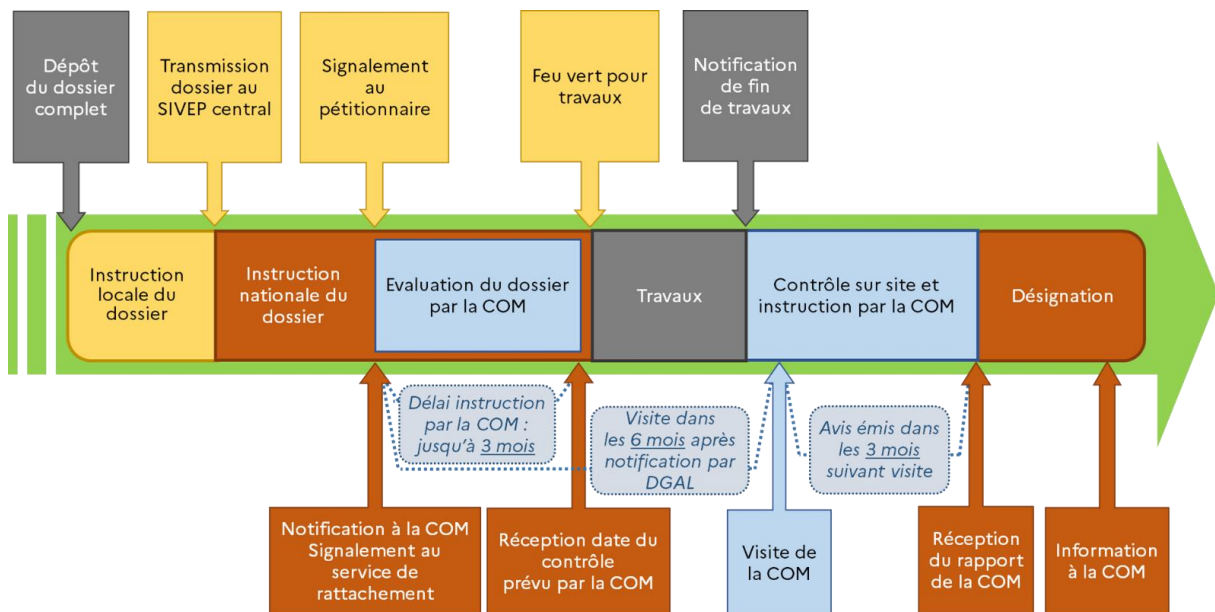 Dépôt
du dossier
complet
Transmission
dossier au
SIVEP central
Signalement
au
pétitionnaire
Feu vert pour
travaux
Notification
de fin
de travaux
Instruction
locale du
dossier
Instruction
nationale du
dossier
Evaluation du dossier
par la COM
Travaux
Contrôle sur site et
instruction par la COM
Désignation
Délai instruction
par la COM :
jusqu'à 3 mois
Visite dans
les 6 mois après
notification par
DGAL
Avis émis dans
les 3 mois
suivant visite
Notification à la COM
Signalement au
service de
rattachement
Réception date du
contrôle
prévu par la COM
Visite de
la COM
Réception
du rapport
de la COM
Information
à la COM